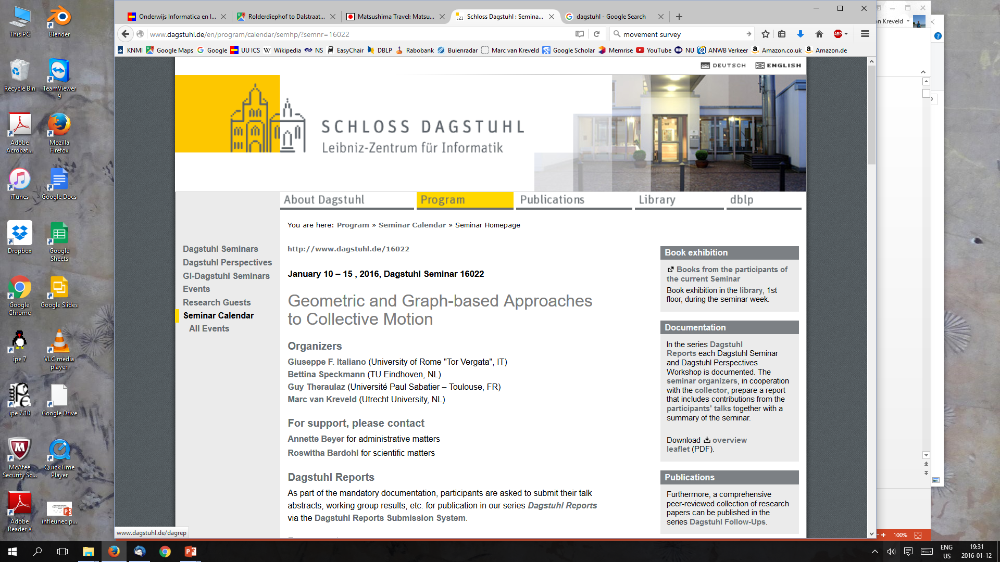 This PC
Blender
Recycle Bin
TeamViewer
9
Adobe
Acrobat...
Mozilla
Firefox
iTunes
Google Docs
Dropbox
Google
Sheets
Google
Chrome
Google Slides
ipe 7
VLC media
player
ipe 7.10
Google Drive
McAfee
Security Sc...
QuickTime
Player
Adobe
Reader X
infleunec.p...
Onderwijs Informatica en I...
Rolderdiephof to Dalstraat...
Matsushima Travel: Matsu...
Schloss Dagstuhl : Semina...
dagstuhl - Google Search
www.dagstuhl.de/en/program/calendar/semhp/?semnr=16022
movement survey
ABP
KNMI Google Maps Google UU ICS Wikipedia NS EasyChair DBLP Rabobank Buienradar Marc van Kreveld Google Scholar Memrise YouTube NU ANWB Verkeer Amazon.co.uk Amazon.de
an Kreveld
DEUTSCH ENGLISH
SCHLOSS DAGSTUHL
Leibniz-Zentrum für Informatik
About Dagstuhl Program Publications Library dblp
You are here: Program » Seminar Calendar » Seminar Homepage
Dagstuhl Seminars
Dagstuhl Perspectives
GI-Dagstuhl Seminars
Events
Research Guests
Seminar Calendar
All Events
http://www.dagstuhl.de/16022
January 10 – 15 , 2016, Dagstuhl Seminar 16022
Geometric and Graph-based Approaches
to Collective Motion
Organizers
Giuseppe F. Italiano (University of Rome "Tor Vergata", IT)
Bettina Speckmann (TU Eindhoven, NL)
Guy Theraulaz (Université Paul Sabatier – Toulouse, FR)
Marc van Kreveld (Utrecht University, NL)
For support, please contact
Annette Beyer for administrative matters
Roswitha Bardohl for scientific matters
Dagstuhl Reports
As part of the mandatory documentation, participants are asked to submit their talk
abstracts, working group results, etc. for publication in our series Dagstuhl Reports
via the Dagstuhl Reports Submission System.
Book exhibition
Books from the participants of
the current Seminar
Book exhibition in the library, 1st
floor, during the seminar week.
Documentation
In the series Dagstuhl
Reports each Dagstuhl Seminar
and Dagstuhl Perspectives
Workshop is documented. The
seminar organizers, in cooperation
with the collector, prepare a report
that includes contributions from the
participants' talks together with a
summary of the seminar.
Download overview
leaflet (PDF).
Publications
Furthermore, a comprehensive
peer-reviewed collection of research
papers can be published in the
series Dagstuhl Follow-Ups.
www.dagstuhl.de/dagrep
100%
ENG
US
19:31
2016-01-12